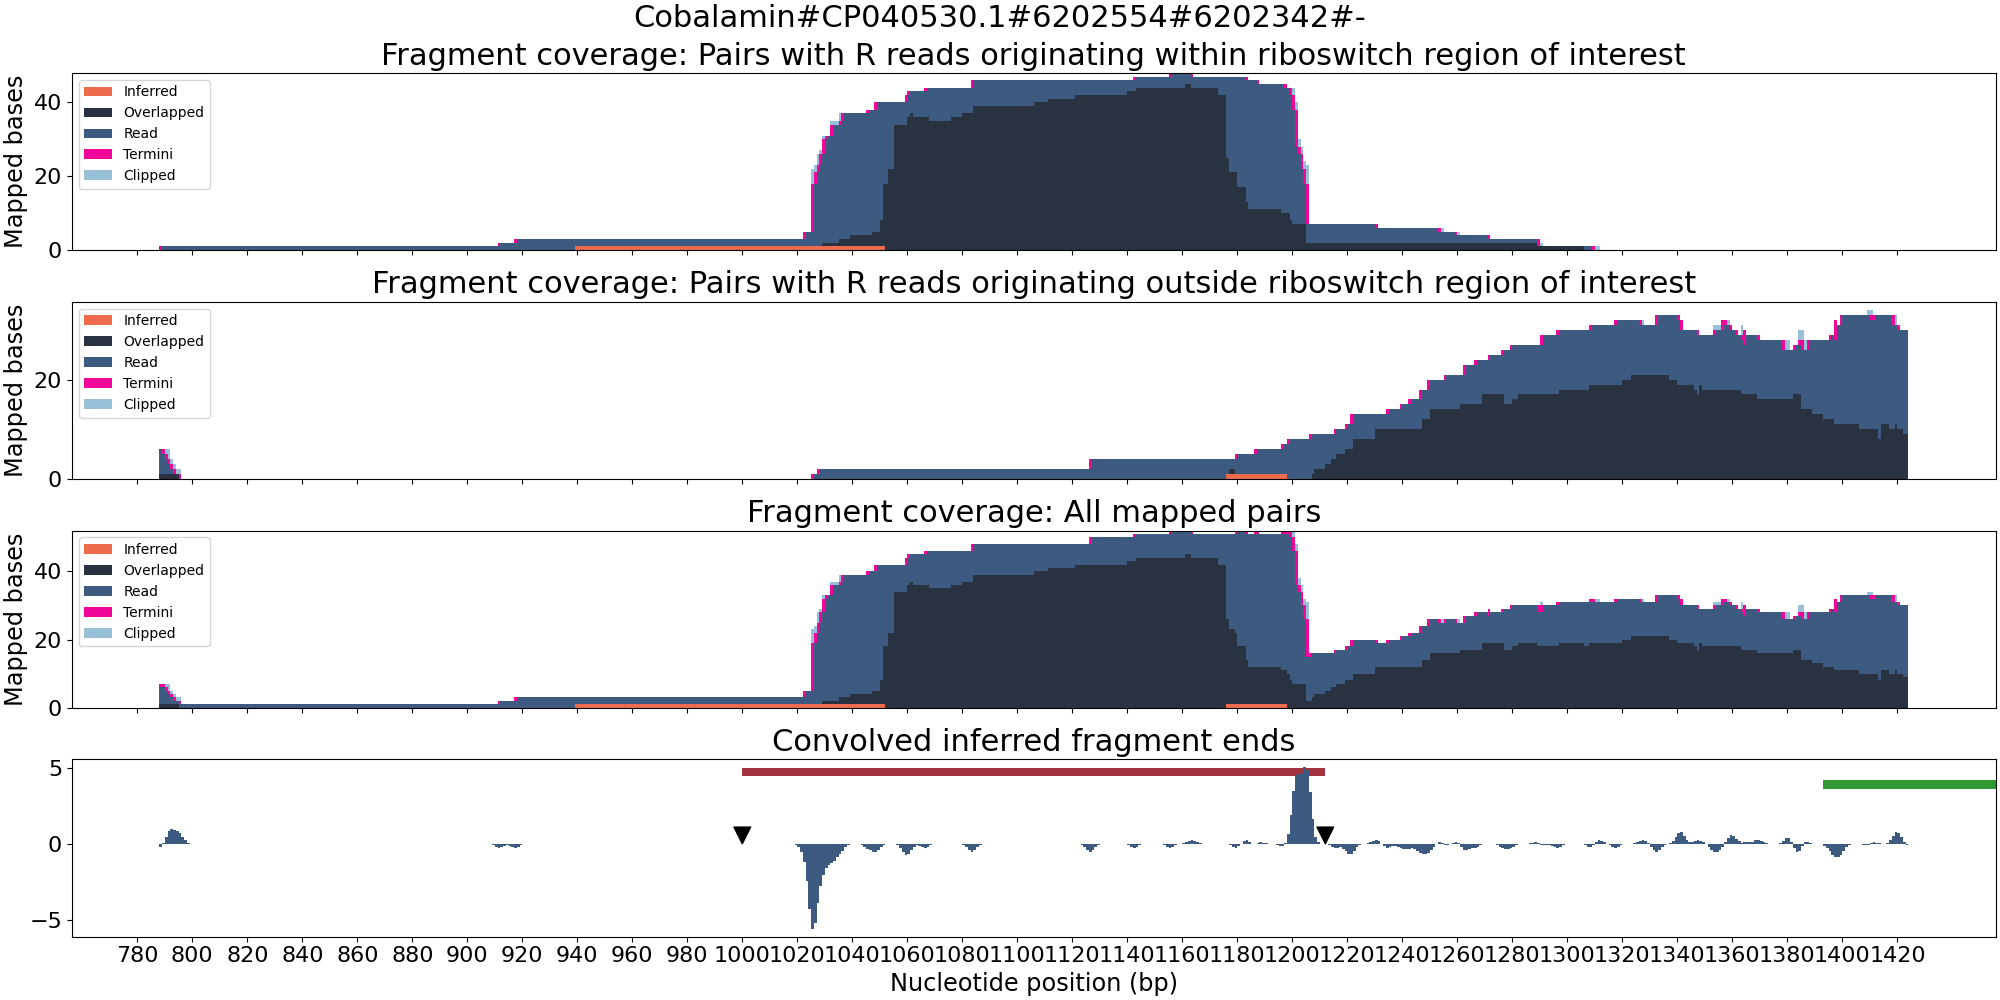 Cobalamin#CP040530.1#6202554#6202342#-
Fragment coverage: Pairs with R reads originating within riboswitch region of interest
Mapped bases
40
20
0
Inferred
Overlapped
Read
Termini
Clipped
Fragment coverage: Pairs with R reads originating outside riboswitch region of interest
Mapped bases
20
0
Inferred
Overlapped
Read
Termini
Clipped
Fragment coverage: All mapped pairs
Mapped bases
40
20
0
Inferred
Overlapped
Read
Termini
Clipped
Convolved inferred fragment ends
5
0
−5
780 800 820 840 860 880 900 920 940 960 980 1000 1020 1040 1060 1080 1100 1120 1140 1160 1180 1200 1220 1240 1260 1280 1300 1320 1340 1360 1380 1400 1420
Nucleotide position (bp)